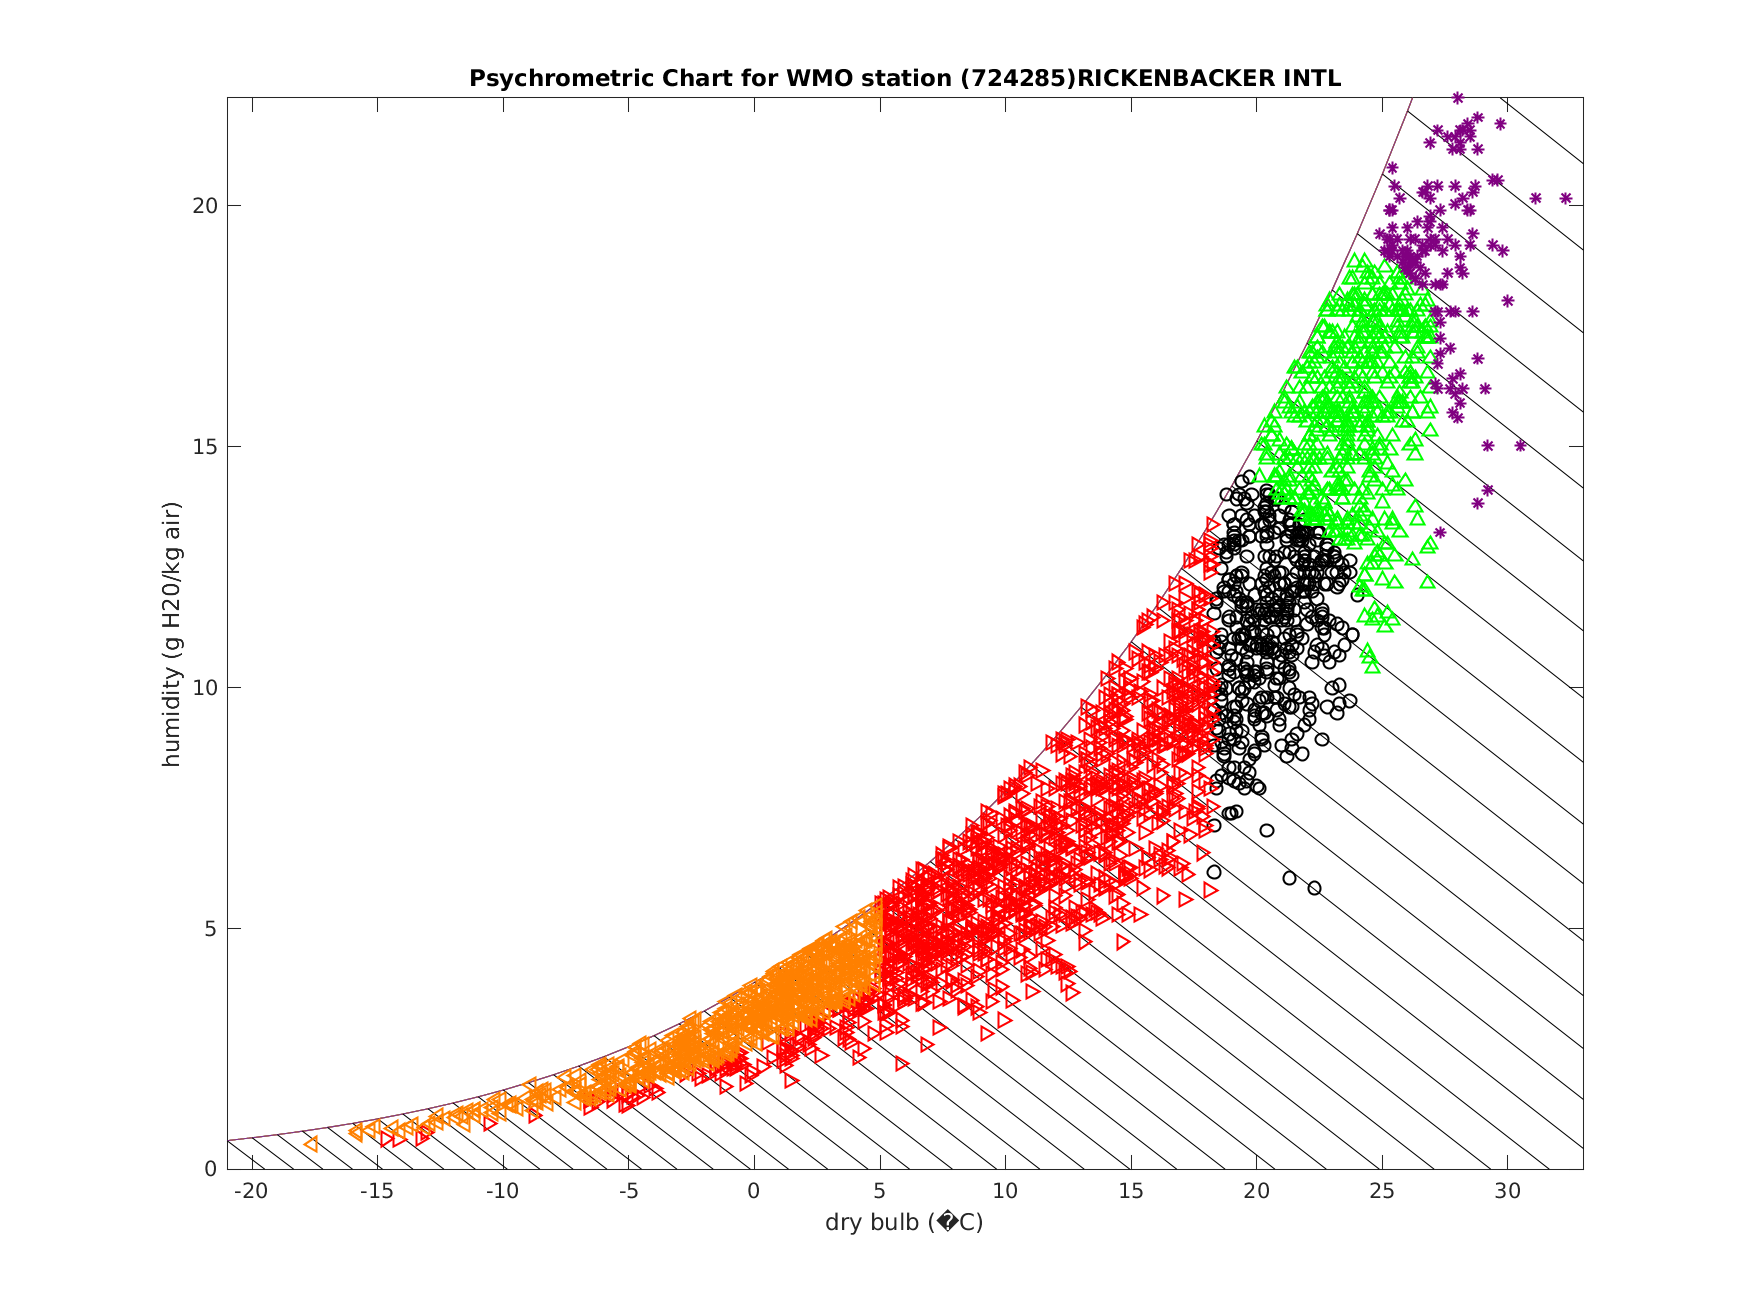 Psychrometric Chart for WMO station (724285)RICKENBACKER INTL
humidity (g H20/kg air)
20
15
10
5
0
-20 -15 -10 -5 0 5 10 15 20 25 30
dry bulb (�C)